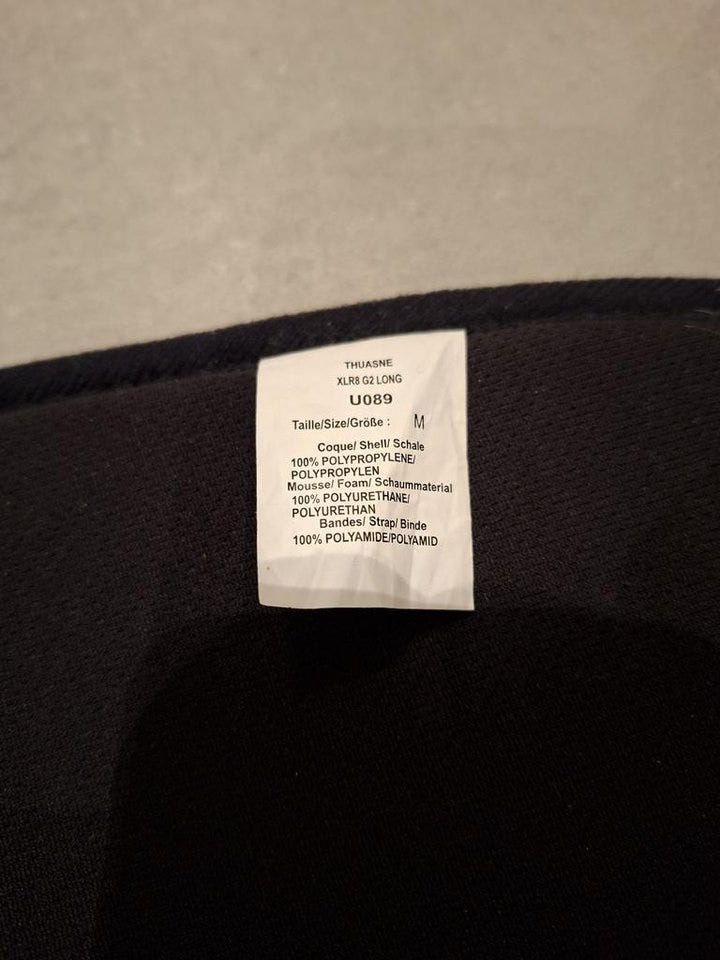 THUASNE
XLR8 G2 LONG
U089
Taille/Size/Größe : M
Coque/ Shell/ Schale
100% POLYPROPYLENE/
POLYPROPYLEN
Mousse/ Foam/ Schaummaterial
100% POLYURETHANE/
POLYURETHAN
Bandes/ Strap/ Binde
100% POLYAMIDE/POLYAMID